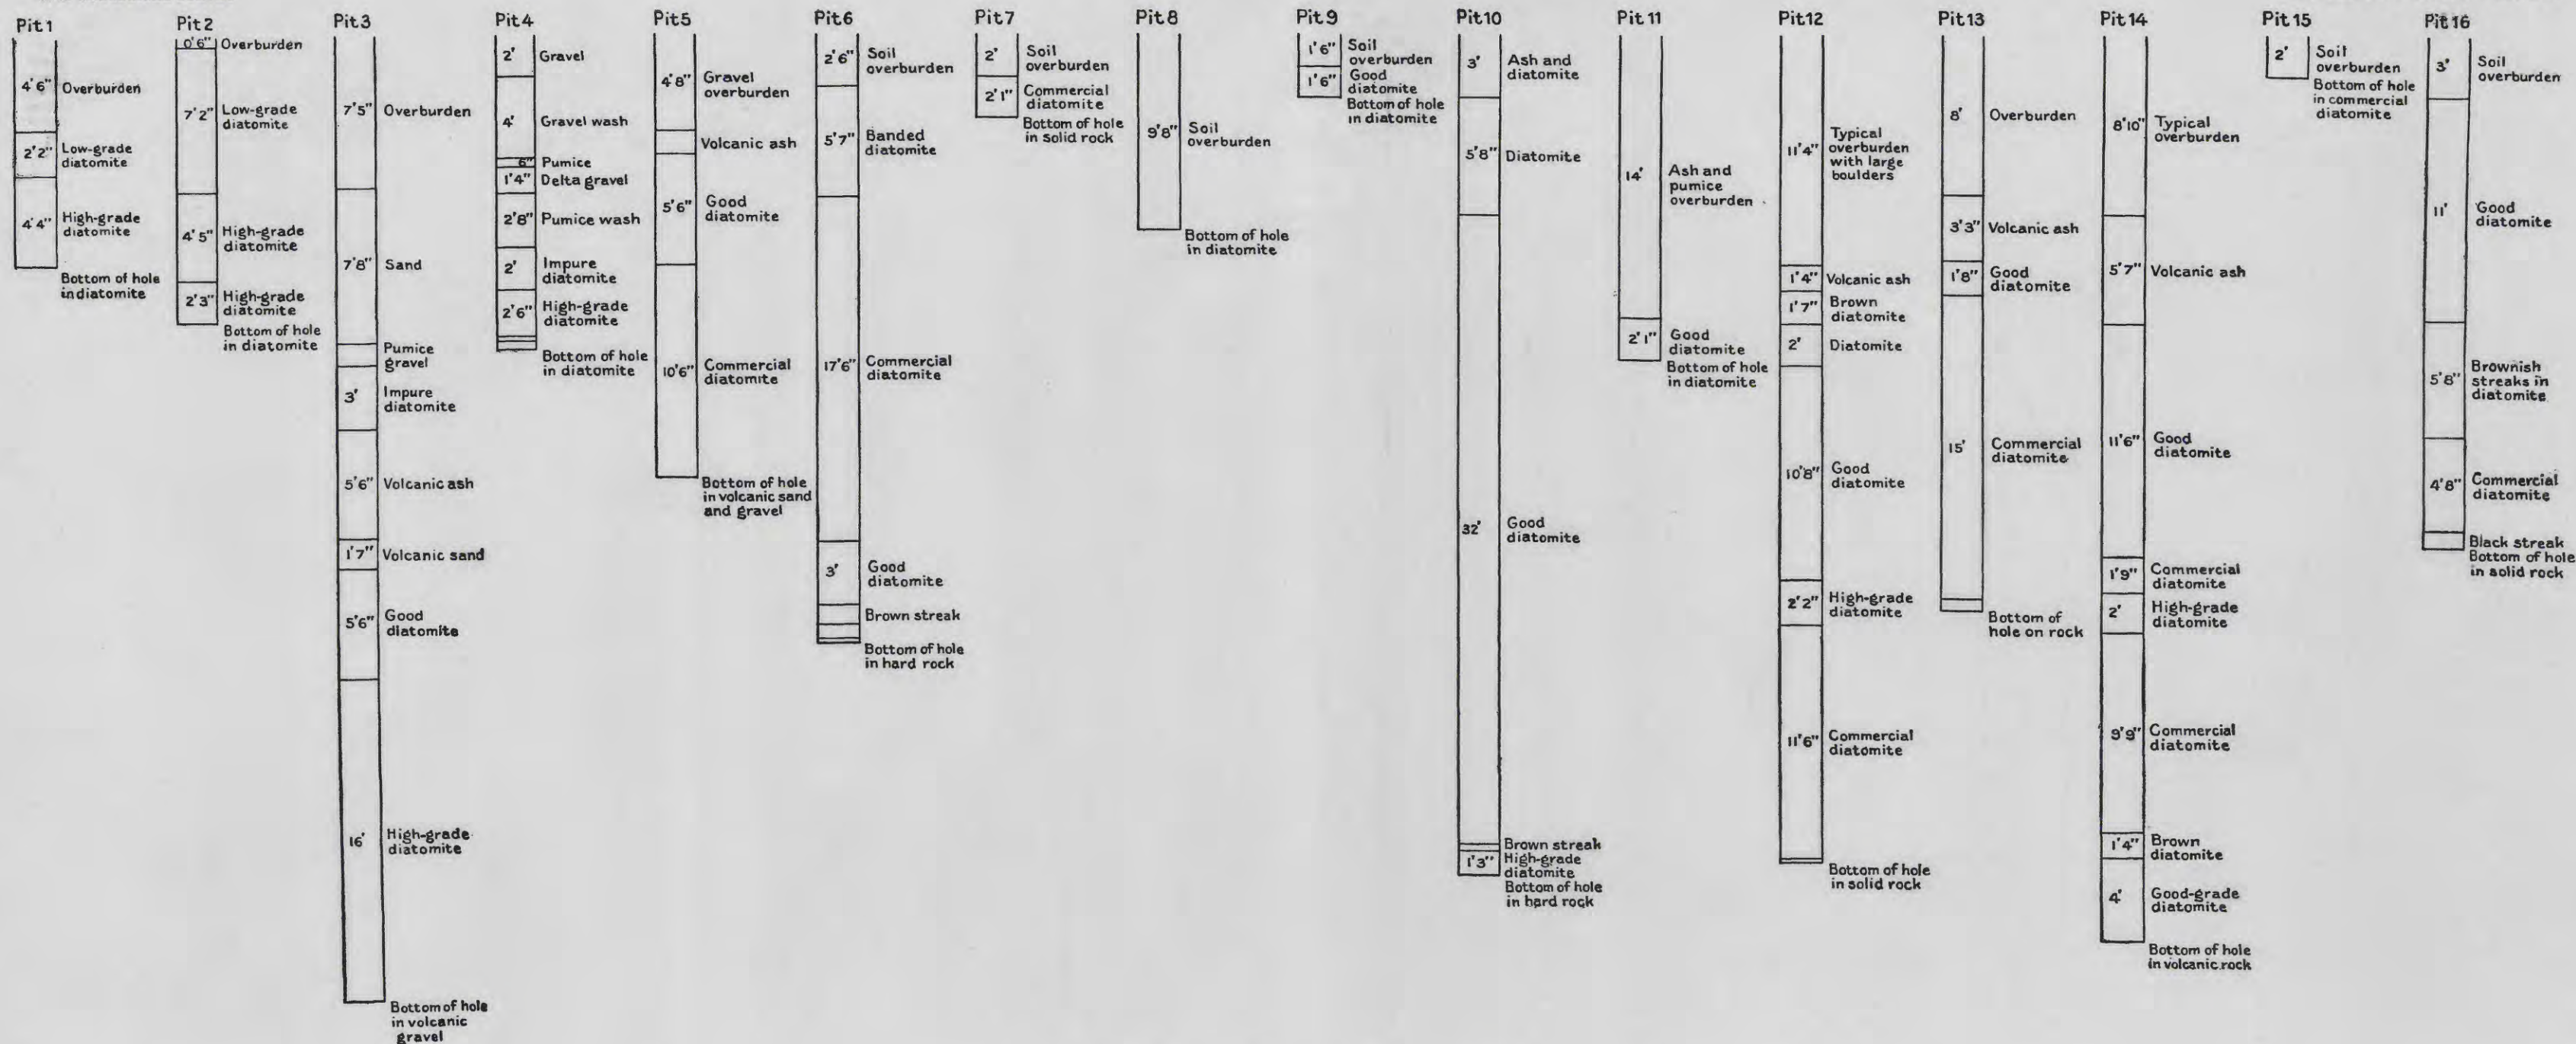 Pit 1
4'6" Overburden
2'2" Low-grade
diatomite
4'4" High-grade
diatomite
Bottom of hole
in diatomite
Pit 2
0'6" Overburden
7'2" Low-grade
diatomite
4'5" High-grade
diatomite
2'3" High-grade
diatomite
Bottom of hole
in diatomite
Pit 3
7'5" Overburden
7'8" Sand
Pumice
gravel
3' Impure
diatomite
5'6" Volcanic ash
1'7" Volcanic sand
5'6" Good
diatomite
16' High-grade
diatomite
Bottom of hole
in volcanic
gravel
Pit 4
2' Gravel
4' Gravel wash
6" Pumice
1'4" Delta gravel
2'8" Pumice wash
2' Impure
diatomite
2'6" High-grade
diatomite
Bottom of hole
in diatomite
Pit 5
4'8" Gravel
overburden
Volcanic ash
5'6" Good
diatomite
10'6" Commercial
diatomite
Bottom of hole
in volcanic sand
and gravel
Pit 6
2'6" Soil
overburden
5'7" Banded
diatomite
17'6" Commercial
diatomite
3' Good
diatomite
Brown streak
Bottom of hole
in hard rock
Pit 7
2' Soil
overburden
2'1" Commercial
diatomite
Bottom of hole
in solid rock
Pit 8
9'8" Soil
overburden
Bottom of hole
in diatomite
Pit 9
1'6" Soil
overburden
1'6" Good
diatomite
Bottom of hole
in diatomite
Pit 10
3' Ash and
diatomite
5'8" Diatomite
32' Good
diatomite
Brown streak
1'3" High-grade
diatomite
Bottom of hole
in hard rock
Pit 11
14' Ash and
pumice
overburden
2'1" Good
diatomite
Bottom of hole
in diatomite
Pit 12
11'4" Typical
overburden
with large
boulders
1'4" Volcanic ash
1'7" Brown
diatomite
2' Diatomite
10'8" Good
diatomite
2'2" High-grade
diatomite
11'6" Commercial
diatomite
Bottom of hole
in solid rock
Pit 13
8' Overburden
3'3" Volcanic ash
1'8" Good
diatomite
15' Commercial
diatomite
Bottom of
hole on rock
Pit 14
8'10" Typical
overburden
5'7" Volcanic ash
11'6" Good
diatomite
1'9" Commercial
diatomite
2' High-grade
diatomite
9'9" Commercial
diatomite
1'4" Brown
diatomite
4' Good-grade
diatomite
Bottom of hole
in volcanic rock
Pit 15
2' Soil
overburden
Bottom of hole
in commercial
diatomite
Pit 16
3' Soil
overburden
11' Good
diatomite
5'8" Brownish
streaks in
diatomite
4'8" Commercial
diatomite
Black streak
Bottom of hole
in solid rock